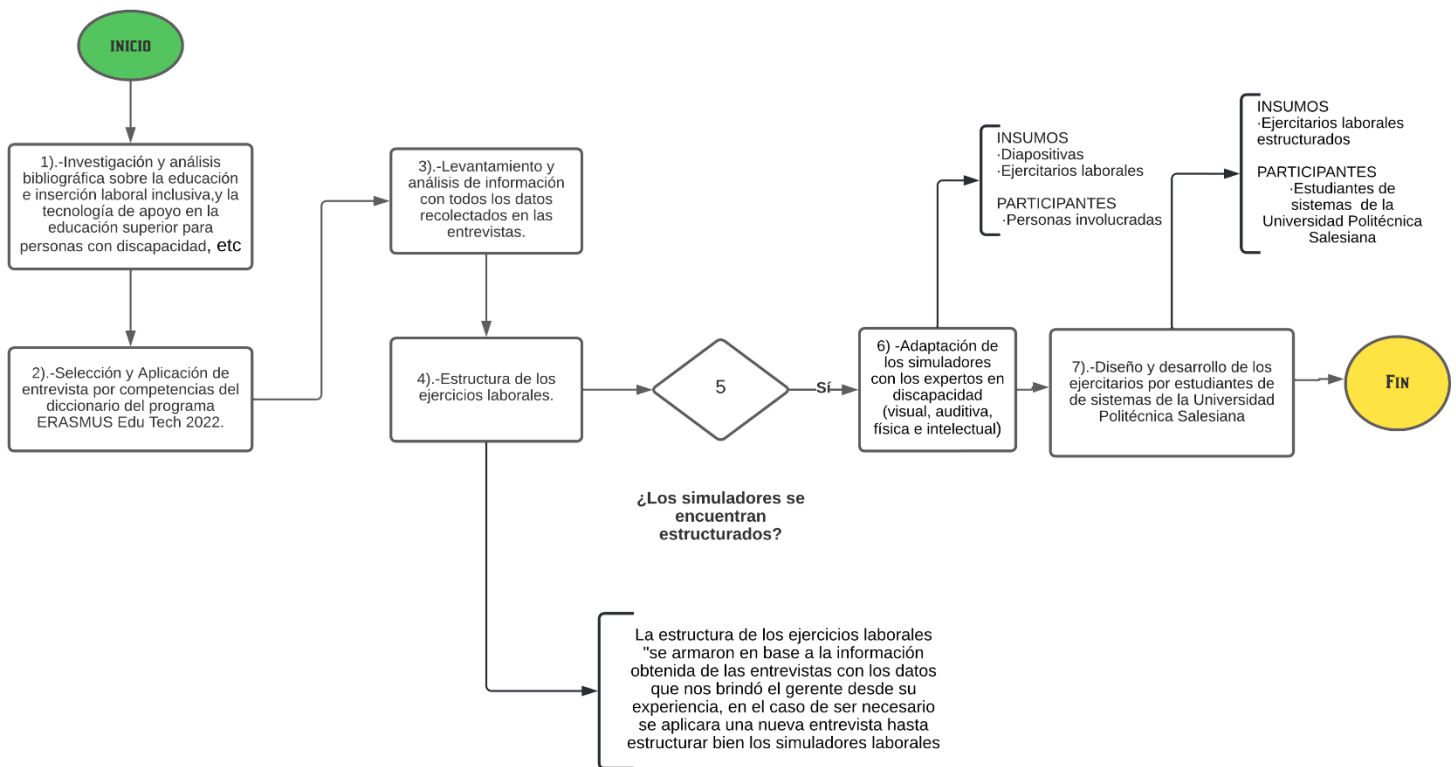 INICIO
1).-Investigación y análisis
bibliográfica sobre la educación
e inserción laboral inclusiva,y la
tecnología de apoyo en la
educación superior para
personas con discapacidad, etc
2).-Selección y Aplicación de
entrevista por competencias del
diccionario del programa
ERASMUS Edu Tech 2022.
3).-Levantamiento y
análisis de información
con todos los datos
recolectados en las
entrevistas.
4).-Estructura de los
ejercicios laborales.
5
Sí
¿Los simuladores se
encuentran
estructurados?
La estructura de los ejercicios laborales
"se armaron en base a la información
obtenida de las entrevistas con los datos
que nos brindó el gerente desde su
experiencia, en el caso de ser necesario
se aplicara una nueva entrevista hasta
estructurar bien los simuladores laborales
6) -Adaptación de
los simuladores
con los expertos en
discapacidad
(visual, auditiva,
física e intelectual)
INSUMOS
·Diapositivas
·Ejercitarios laborales
PARTICIPANTES
·Personas involucradas
7).-Diseño y desarrollo de los
ejercitarios por estudiantes
de sistemas de la Universidad
Politécnica Salesiana
INSUMOS
·Ejercitarios laborales
estructurados
PARTICIPANTES
·Estudiantes de
sistemas de la
Universidad Politécnica
Salesiana
FIN